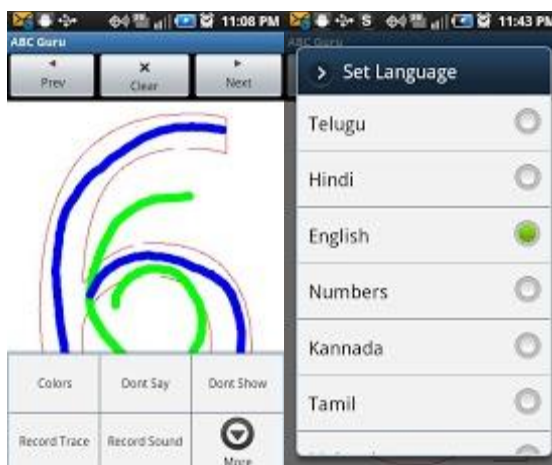 11:08 PM
ABC Guru
Prev
Clear
Next
Colors
Dont Say
Dont Show
Record Trace
Record Sound
More
S
11:43 PM
ABC Guru
Set Language
Telugu
Hindi
English
Numbers
Kannada
Tamil